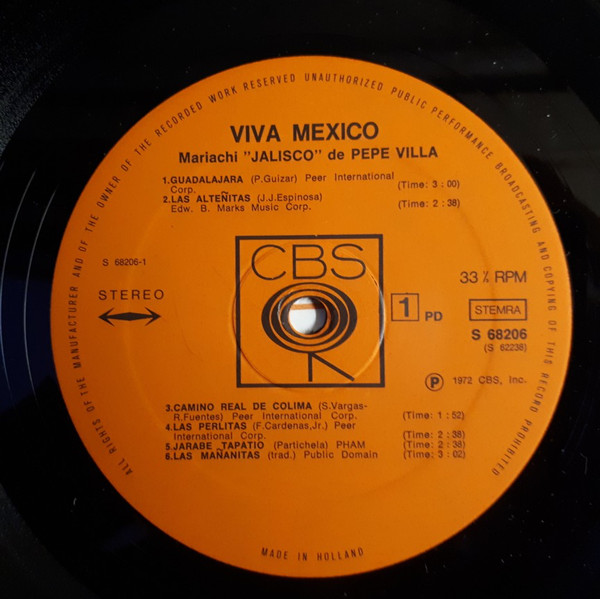 ALL RIGHTS OF THE MANUFACTURER AND OF THE OWNER OF THE RECORDED WORK RESERVED UNAUTHORIZED PUBLIC PERFORMANCE BROADCASTING AND COPYING OF THIS RECORD PROHIBITED
VIVA MEXICO
Mariachi "JALISCO" de PEPE VILLA
1.GUADALAJARA (P.Guizar) Peer International
Corp. (Time: 3 : 00)
2.LAS ALTEÑITAS (J.J.Espinosa)
Edw. B. Marks Music Corp. (Time: 2 : 38)
CBS
S 68206-1
STEREO
33⅓ RPM
1 PD
STEMRA
S 68206
(S 62238)
Ⓟ 1972 CBS, Inc.
3.CAMINO REAL DE COLIMA (S.Vargas-
R.Fuentes) Peer International Corp. (Time: 1 : 52)
4.LAS PERLITAS (F.Cardenas,Jr.) Peer
International Corp. (Time: 2 : 38)
5.JARABE TAPATIO (Partichela) PHAM (Time: 2 : 38)
6.LAS MAÑANITAS (trad.) Public Domain (Time: 3 : 02)
MADE IN HOLLAND